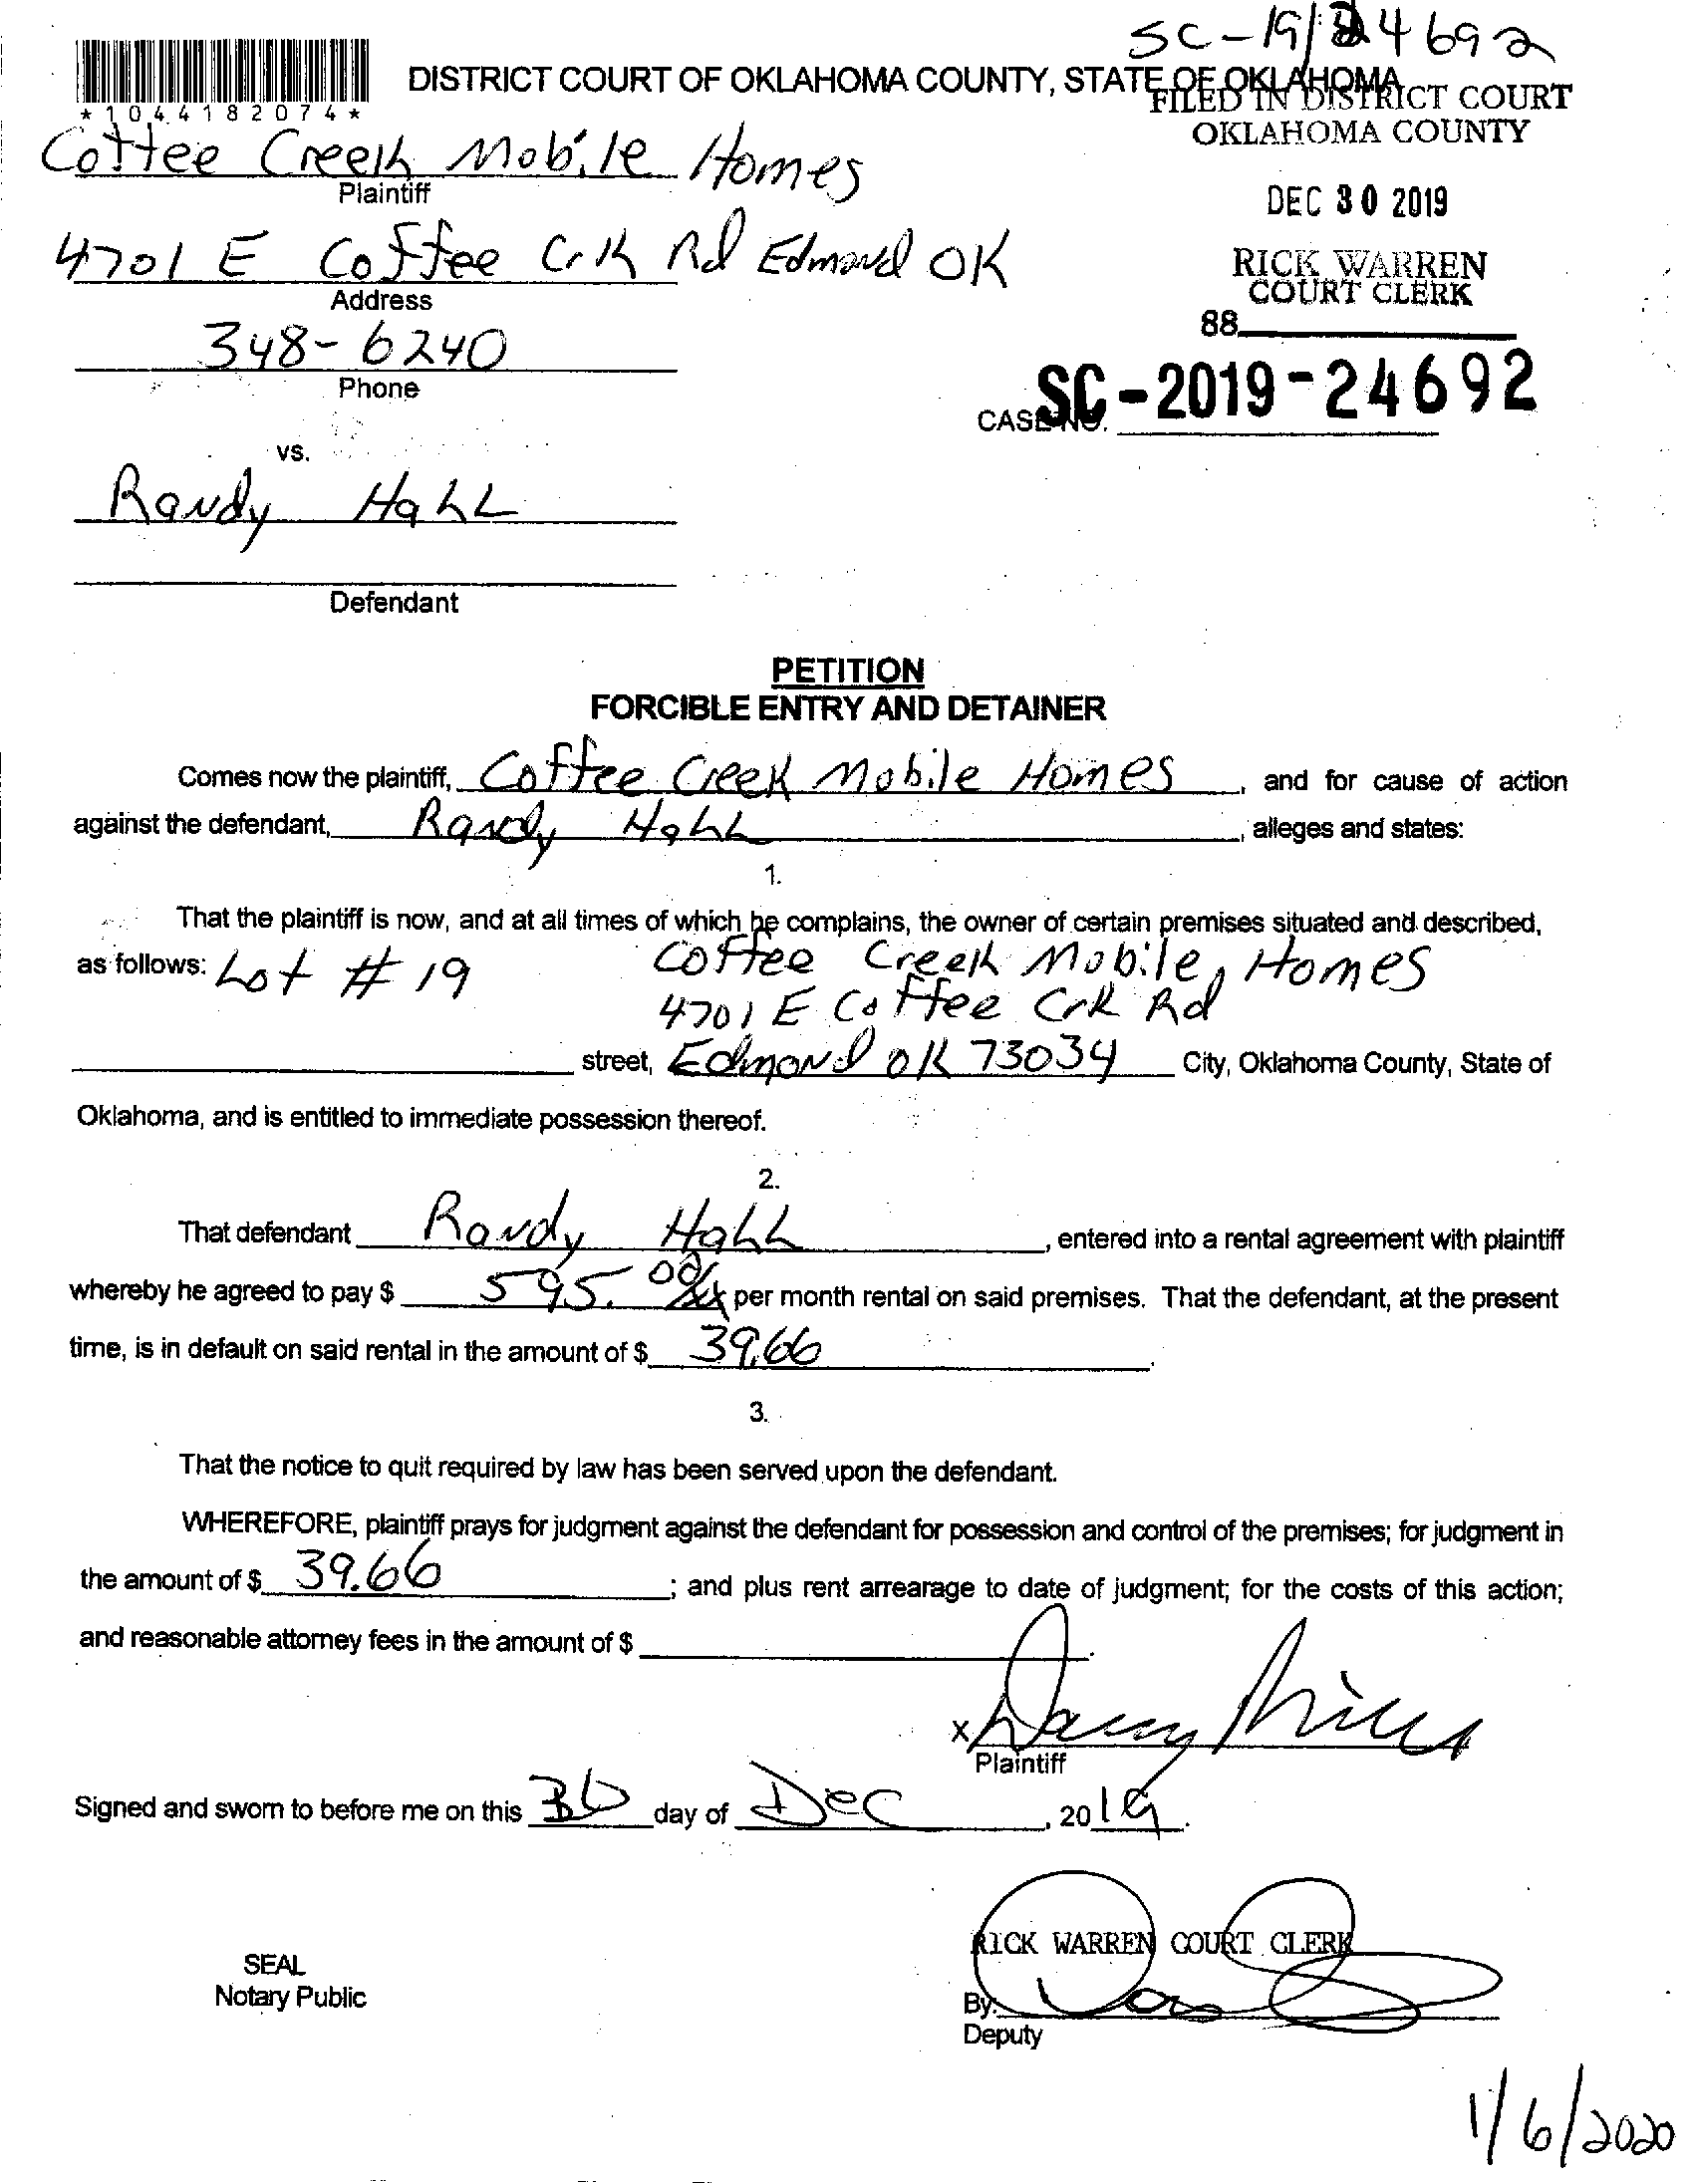 SC-19/24692
DISTRICT COURT OF OKLAHOMA COUNTY, STATE OF OKLAHOMA
FILED IN DISTRICT COURT
OKLAHOMA COUNTY
*1044182074*
Coffee Creek Mobile Homes
Plaintiff
DEC 30 2019
4701 E Coffee Crk Rd Edmond OK
Address
RICK WARREN
COURT CLERK
348-6240
Phone
88
CASE NO. SC-2019-24692
vs.
Randy Hall
Defendant
PETITION
FORCIBLE ENTRY AND DETAINER
Comes now the plaintiff, Coffee Creek Mobile Homes, and for cause of action
against the defendant, Randy Hall, alleges and states:
1.
That the plaintiff is now, and at all times of which he complains, the owner of certain premises situated and described,
as follows: Lot # 19 Coffee Creek Mobile Homes
4701 E Coffee Crk Rd
street, Edmond OK 73034 City, Oklahoma County, State of
Oklahoma, and is entitled to immediate possession thereof.
2.
That defendant Randy Hall, entered into a rental agreement with plaintiff
whereby he agreed to pay $ 595. 00/xx per month rental on said premises. That the defendant, at the present
time, is in default on said rental in the amount of $ 39.66.
3.
That the notice to quit required by law has been served upon the defendant.
WHEREFORE, plaintiff prays for judgment against the defendant for possession and control of the premises; for judgment in
the amount of $ 39.66; and plus rent arrearage to date of judgment; for the costs of this action;
and reasonable attorney fees in the amount of $
X
Plaintiff
Signed and sworn to before me on this 30 day of Dec, 2019.
RICK WARREN COURT CLERK
SEAL
Notary Public
By:
Deputy
1/6/2020